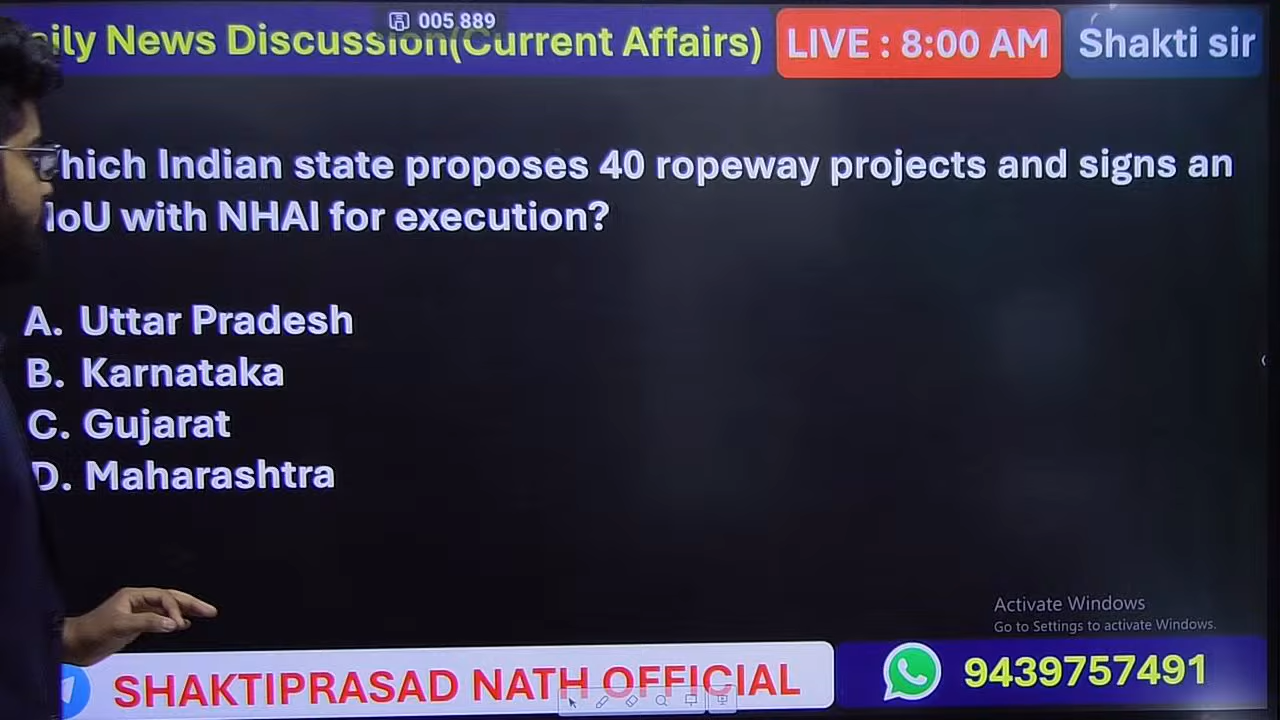 005 889
ily News Discussion(Current Affairs)
LIVE : 8:00 AM
Shakti sir
hich Indian state proposes 40 ropeway projects and signs an
IoU with NHAI for execution?
A. Uttar Pradesh
B. Karnataka
C. Gujarat
D. Maharashtra
Activate Windows
Go to Settings to activate Windows.
SHAKTIPRASAD NATH OFFICIAL
9439757491